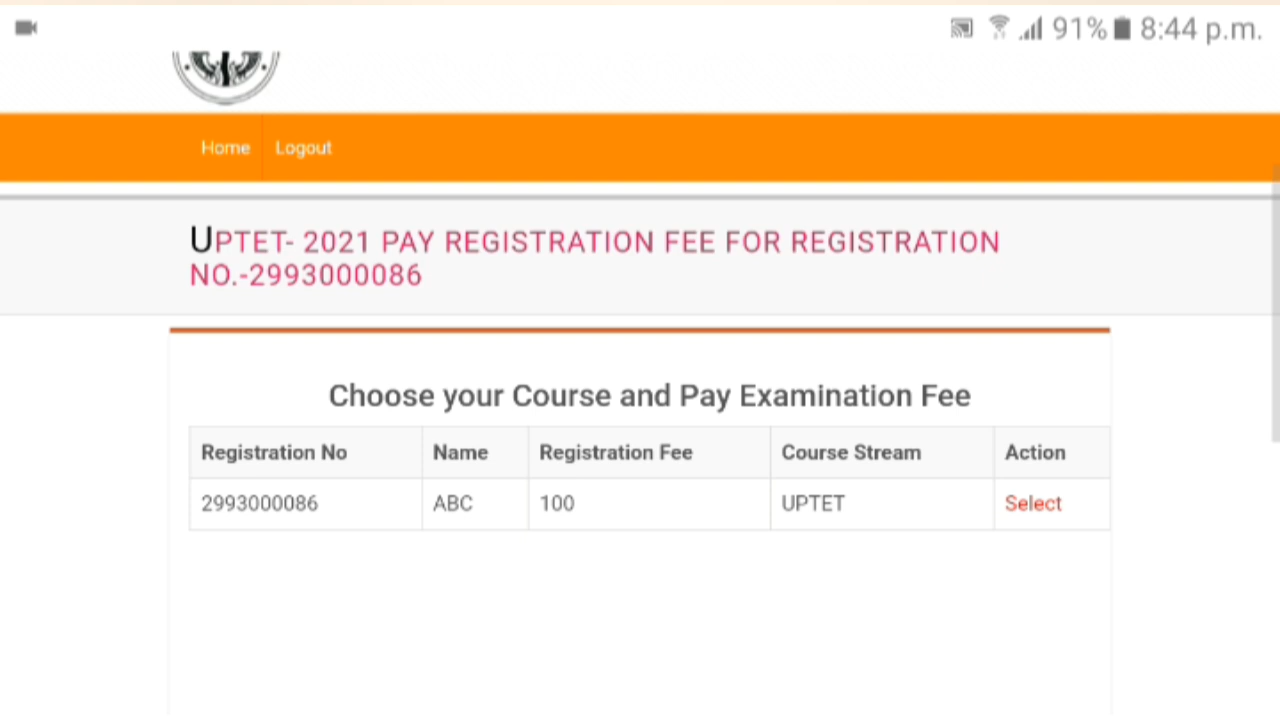 91% 8:44 p.m.
Home Logout
UPTET- 2021 PAY REGISTRATION FEE FOR REGISTRATION
NO.-2993000086
Choose your Course and Pay Examination Fee
Registration No Name Registration Fee Course Stream Action
2993000086 ABC 100 UPTET Select